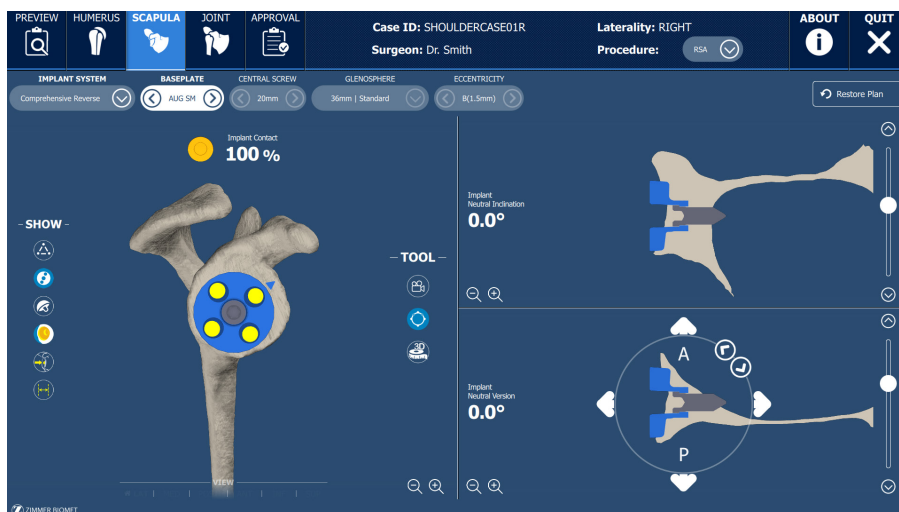 PREVIEW
HUMERUS
SCAPULA
JOINT
APPROVAL
Case ID: SHOULDERCASE01R
Surgeon: Dr. Smith
Laterality: RIGHT
Procedure: RSA
ABOUT
QUIT
IMPLANT SYSTEM
Comprehensive Reverse
BASEPLATE
AUG SM
CENTRAL SCREW
20mm
GLENOSPHERE
36mm | Standard
ECCENTRICITY
B(1.5mm)
Restore Plan
Implant Contact
100 %
- SHOW -
– TOOL –
3D
VIEW
Implant
Neutral Inclination
0.0°
Implant
Neutral Version
0.0°
A
P
ZIMMER BIOMET